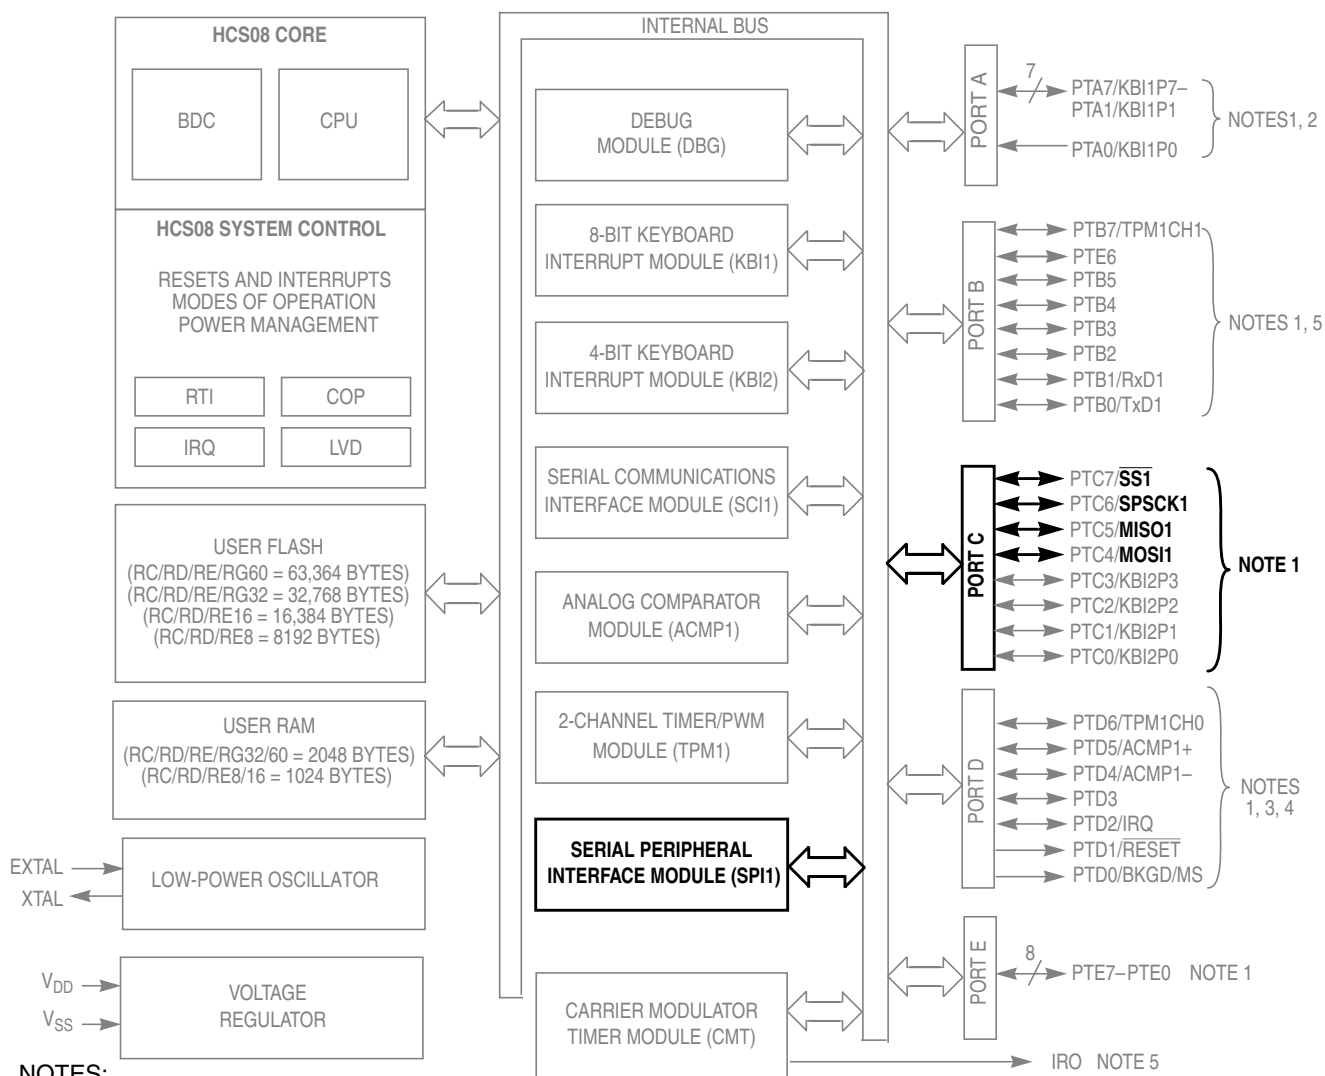 HCS08 CORE
BDC
CPU
HCS08 SYSTEM CONTROL
RESETS AND INTERRUPTS
MODES OF OPERATION
POWER MANAGEMENT
RTI
COP
IRQ
LVD
USER FLASH
(RC/RD/RE/RG60 = 63,364 BYTES)
(RC/RD/RE/RG32 = 32,768 BYTES)
(RC/RD/RE16 = 16,384 BYTES)
(RC/RD/RE8 = 8192 BYTES)
USER RAM
(RC/RD/RE/RG32/60 = 2048 BYTES)
(RC/RD/RE8/16 = 1024 BYTES)
EXTAL
XTAL
LOW-POWER OSCILLATOR
VDD
VSS
VOLTAGE
REGULATOR
NOTES:
INTERNAL BUS
DEBUG
MODULE (DBG)
8-BIT KEYBOARD
INTERRUPT MODULE (KBI1)
4-BIT KEYBOARD
INTERRUPT MODULE (KBI2)
SERIAL COMMUNICATIONS
INTERFACE MODULE (SCI1)
ANALOG COMPARATOR
MODULE (ACMP1)
2-CHANNEL TIMER/PWM
MODULE (TPM1)
SERIAL PERIPHERAL
INTERFACE MODULE (SPI1)
CARRIER MODULATOR
TIMER MODULE (CMT)
PORT A
7
PTA7/KBI1P7–
PTA1/KBI1P1
PTA0/KBI1P0
NOTES1, 2
PORT B
PTB7/TPM1CH1
PTE6
PTB5
PTB4
PTB3
PTB2
PTB1/RxD1
PTB0/TxD1
NOTES 1, 5
PORT C
PTC7/SS1
PTC6/SPSCK1
PTC5/MISO1
PTC4/MOSI1
PTC3/KBI2P3
PTC2/KBI2P2
PTC1/KBI2P1
PTC0/KBI2P0
NOTE 1
PORT D
PTD6/TPM1CH0
PTD5/ACMP1+
PTD4/ACMP1–
PTD3
PTD2/IRQ
PTD1/RESET
PTD0/BKGD/MS
NOTES
1, 3, 4
PORT E
8
PTE7–PTE0 NOTE 1
IRO NOTE 5